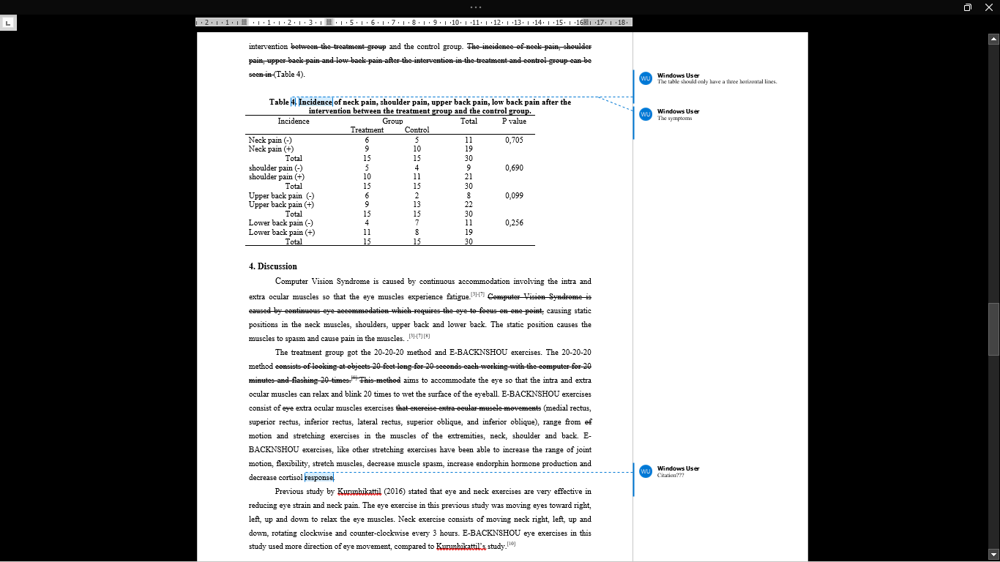 2 1 1 2 3 5 6 7 8 9 10 11 12 13 14 15 16 17 18
intervention between the treatment group and the control group. The incidence of neck pain, shoulder
pain, upper back pain and low back pain after the intervention in the treatment and control group can be
seen in (Table 4).
Windows User
The table should only have a three horizontal lines.
Table 4. Incidence of neck pain, shoulder pain, upper back pain, low back pain after the
intervention between the treatment group and the control group.
WU Windows User
The symptoms
Incidence Group Total P value
Treatment Control
Neck pain (-) 6 5 11 0,705
Neck pain (+) 9 10 19
Total 15 15 30
shoulder pain (-) 5 4 9 0,690
shoulder pain (+) 10 11 21
Total 15 15 30
Upper back pain (-) 6 2 8 0,099
Upper back pain (+) 9 13 22
Total 15 15 30
Lower back pain (-) 4 7 11 0,256
Lower back pain (+) 11 8 19
Total 15 15 30
4. Discussion
Computer Vision Syndrome is caused by continuous accommodation involving the intra and
extra ocular muscles so that the eye muscles experience fatigue.[3]-[7] Computer Vision Syndrome is
caused by continuous eye accommodation which requires the eye to focus on one point, causing static
positions in the neck muscles, shoulders, upper back and lower back. The static position causes the
muscles to spasm and cause pain in the muscles. .[3]-[7] [8]
The treatment group got the 20-20-20 method and E-BACKNSHOU exercises. The 20-20-20
method consists of looking at objects 20 feet long for 20 seconds each working with the computer for 20
minutes and flashing 20 times.[9] This method aims to accommodate the eye so that the intra and extra
ocular muscles can relax and blink 20 times to wet the surface of the eyeball. E-BACKNSHOU exercises
consist of eye extra ocular muscles exercises that exercise extra ocular muscle movements (medial rectus,
superior rectus, inferior rectus, lateral rectus, superior oblique, and inferior oblique), range from of
motion and stretching exercises in the muscles of the extremities, neck, shoulder and back. E-
BACKNSHOU exercises, like other stretching exercises have been able to increase the range of joint
motion, flexibility, stretch muscles, decrease muscle spasm, increase endorphin hormone production and
decrease cortisol response.
WU Windows User
Citation???
Previous study by Kurunhikattil (2016) stated that eye and neck exercises are very effective in
reducing eye strain and neck pain. The eye exercise in this previous study was moving eyes toward right,
left, up and down to relax the eye muscles. Neck exercise consists of moving neck right, left, up and
down, rotating clockwise and counter-clockwise every 3 hours. E-BACKNSHOU eye exercises in this
study used more direction of eye movement, compared to Kurunhikattil's study.[10]